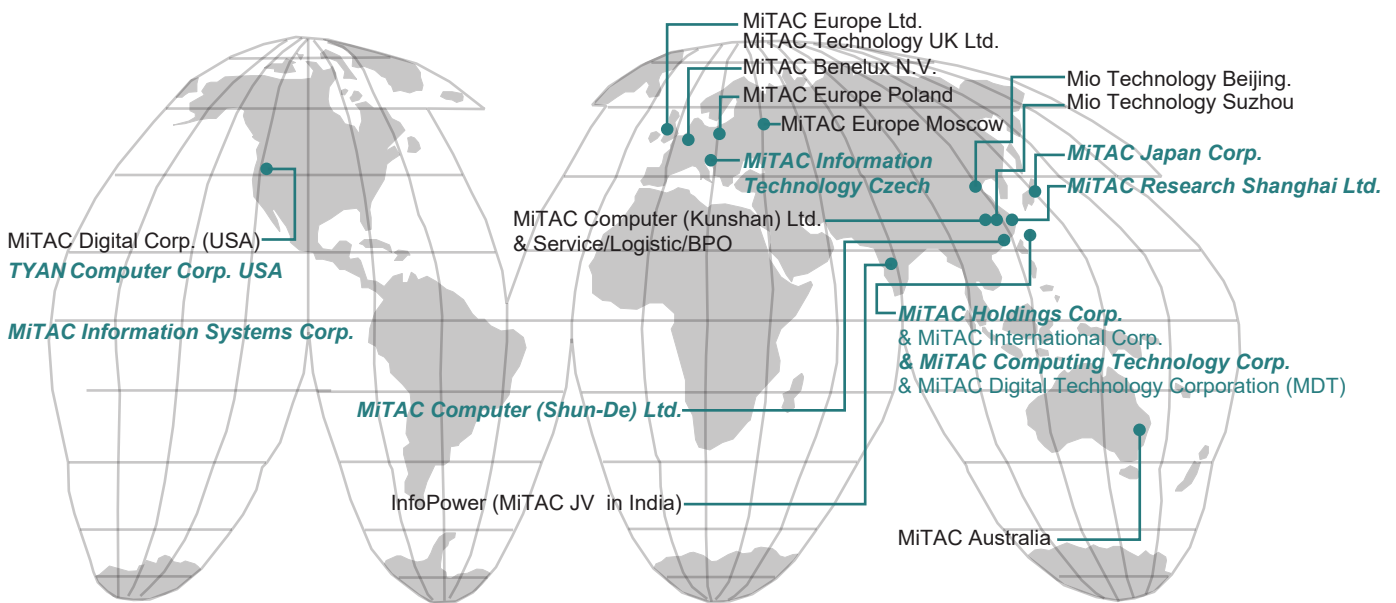 MiTAC Europe Ltd.
MiTAC Technology UK Ltd.
MiTAC Benelux N.V.
MiTAC Europe Poland
MiTAC Europe Moscow
MiTAC Information
Technology Czech
Mio Technology Beijing.
Mio Technology Suzhou
MiTAC Japan Corp.
MiTAC Research Shanghai Ltd.
MiTAC Computer (Kunshan) Ltd.
& Service/Logistic/BPO
MiTAC Digital Corp. (USA)
TYAN Computer Corp. USA
MiTAC Information Systems Corp.
MiTAC Holdings Corp.
& MiTAC International Corp.
& MiTAC Computing Technology Corp.
& MiTAC Digital Technology Corporation (MDT)
MiTAC Computer (Shun-De) Ltd.
InfoPower (MiTAC JV in India)
MiTAC Australia